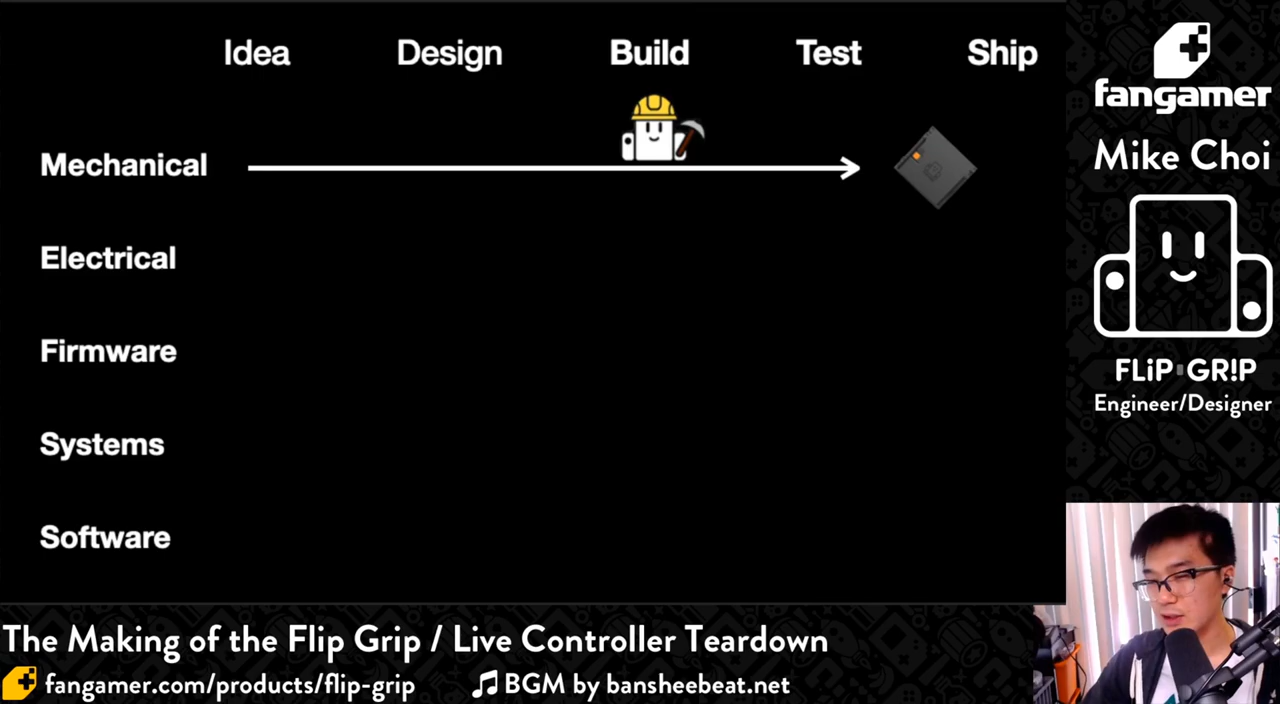 Idea Design Build Test Ship
Mechanical
Electrical
Firmware
Systems
Software
fangamer
Mike Choi
FLiP GR!P
Engineer/Designer
The Making of the Flip Grip / Live Controller Teardown
fangamer.com/products/flip-grip
BGM by bansheebeat.net